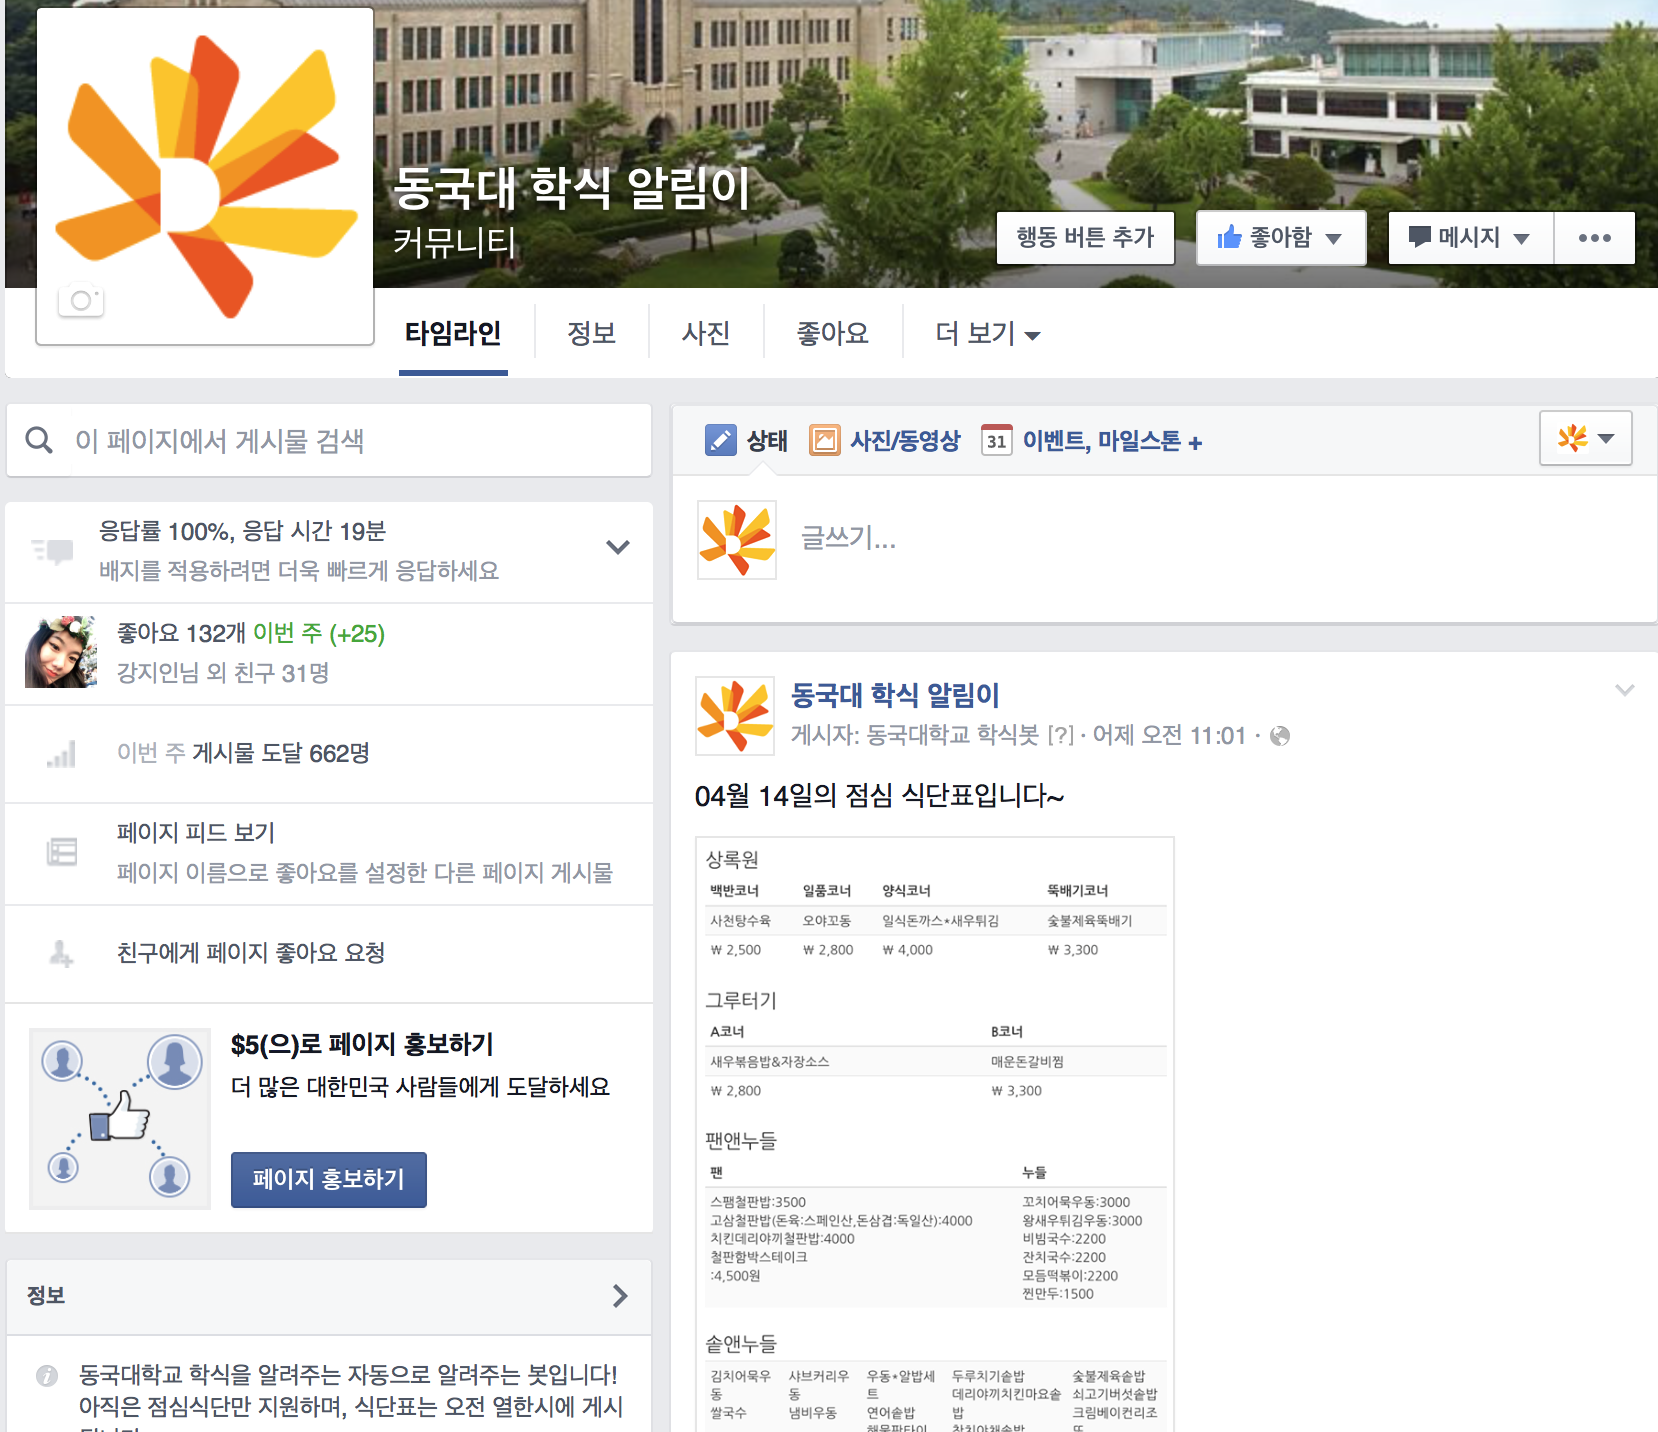 동국대 학식 알림이
커뮤니티
행동 버튼 추가
좋아함
메시지
타임라인
정보
사진
좋아요
더 보기
이 페이지에서 게시물 검색
응답률 100%, 응답 시간 19분
배지를 적용하려면 더욱 빠르게 응답하세요
좋아요 132개 이번 주 (+25)
강지인님 외 친구 31명
이번 주 게시물 도달 662명
페이지 피드 보기
페이지 이름으로 좋아요를 설정한 다른 페이지 게시물
친구에게 페이지 좋아요 요청
$5(으)로 페이지 홍보하기
더 많은 대한민국 사람들에게 도달하세요
페이지 홍보하기
정보
동국대학교 학식을 알려주는 자동으로 알려주는 봇입니다!
아직은 점심식단만 지원하며, 식단표는 오전 열한시에 게시
상태
사진/동영상
31
이벤트, 마일스톤 +
글쓰기...
동국대 학식 알림이
게시자: 동국대학교 학식봇 [?] · 어제 오전 11:01 ·
04월 14일의 점심 식단표입니다~
상록원
백반코너 일품코너 양식코너 뚝배기코너
사천탕수육 오야꼬동 일식돈까스*새우튀김 숯불제육뚝배기
₩ 2,500 ₩ 2,800 ₩ 4,000 ₩ 3,300
그루터기
A코너 B코너
새우볶음밥&자장소스 매운돈갈비찜
₩ 2,800 ₩ 3,300
팬앤누들
팬 누들
스팸철판밥:3500 꼬치어묵우동:3000
고삼철판밥(돈육:스페인산,돈삼겹:독일산):4000 왕새우튀김우동:3000
치킨데리야끼철판밥:4000 비빔국수:2200
철판함박스테이크 잔치국수:2200
:4,500원 모듬떡볶이:2200
찐만두:1500
솥앤누들
김치어묵우 샤브커리우 우동*알밥세 두루치기솥밥 숯불제육솥밥
동 동 트 데리야끼치킨마요솥 쇠고기버섯솥밥
쌀국수 냄비우동 연어솥밥 밥 크림베이컨리조